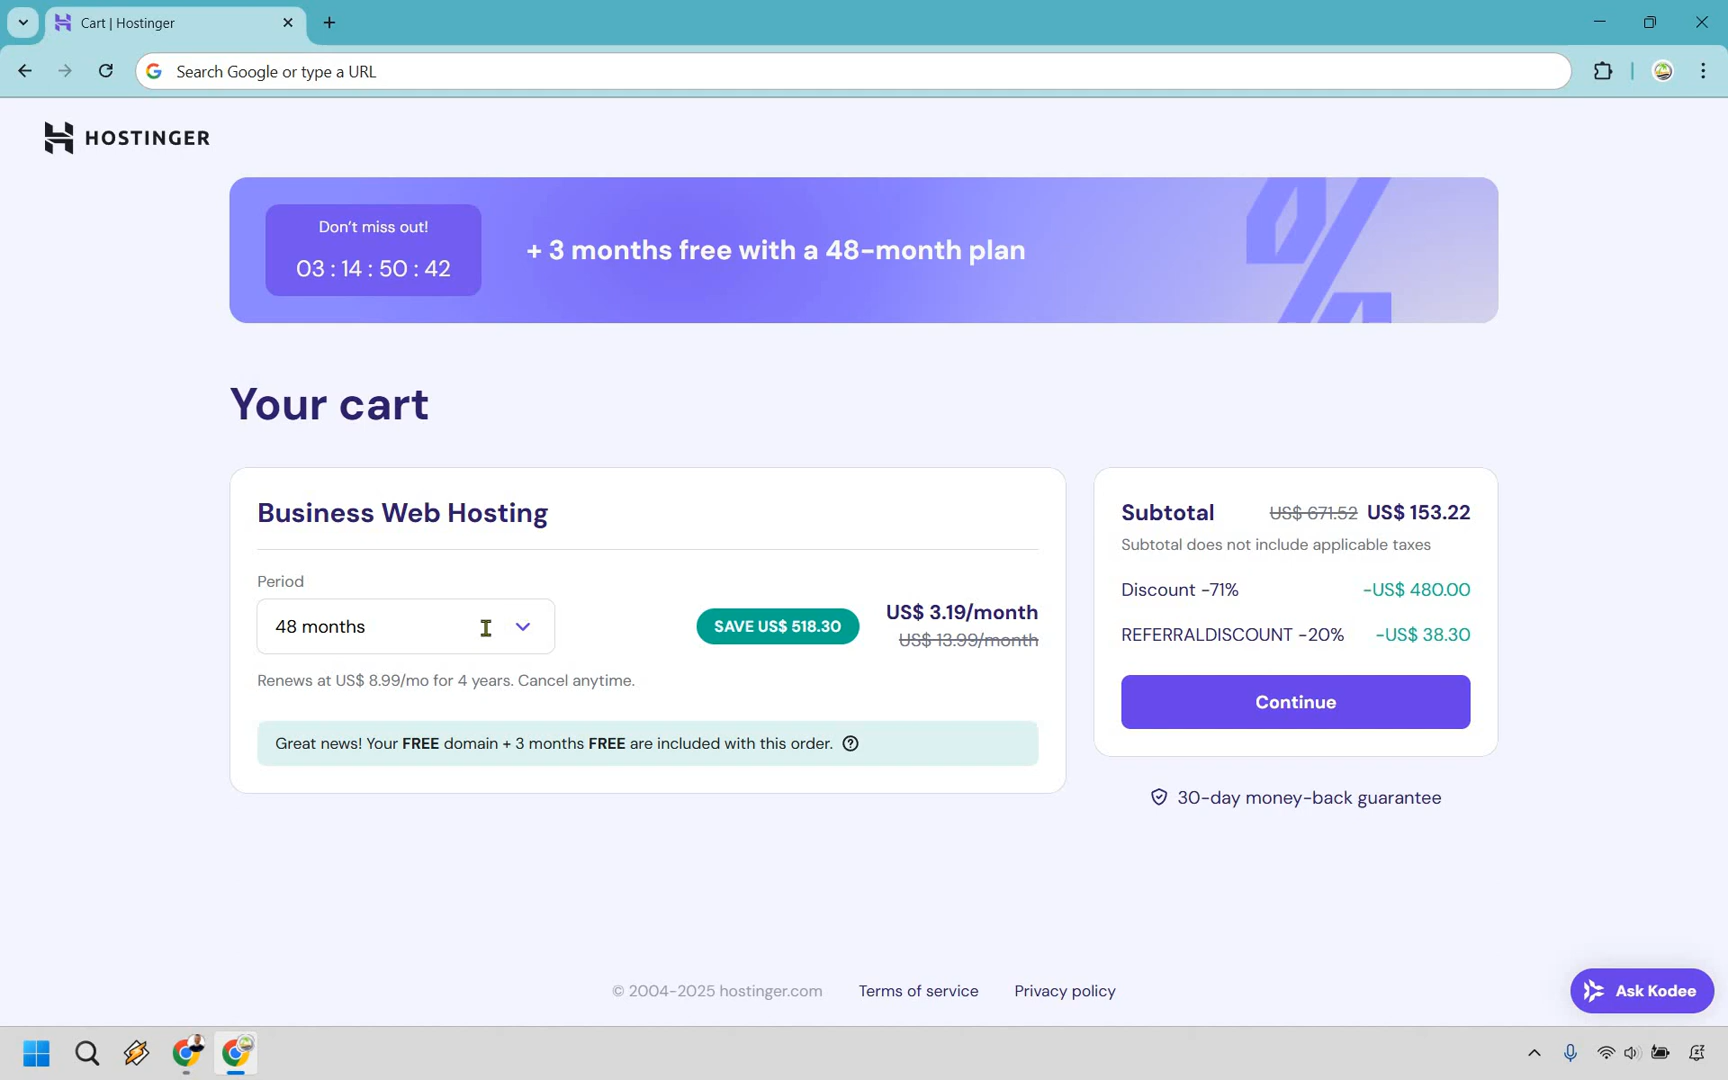 Cart | Hostinger
Search Google or type a URL
HOSTINGER
Don't miss out!
03 : 14 : 50 : 42
+ 3 months free with a 48-month plan
Your cart
Business Web Hosting
Period
48 months
SAVE US$ 518.30
US$ 3.19/month
US$ 13.99/month
Renews at US$ 8.99/mo for 4 years. Cancel anytime.
Great news! Your FREE domain + 3 months FREE are included with this order.
Subtotal US$ 671.52 US$ 153.22
Subtotal does not include applicable taxes
Discount -71% -US$ 480.00
REFERRALDISCOUNT -20% -US$ 38.30
Continue
30-day money-back guarantee
© 2004-2025 hostinger.com Terms of service Privacy policy
Ask Kodee